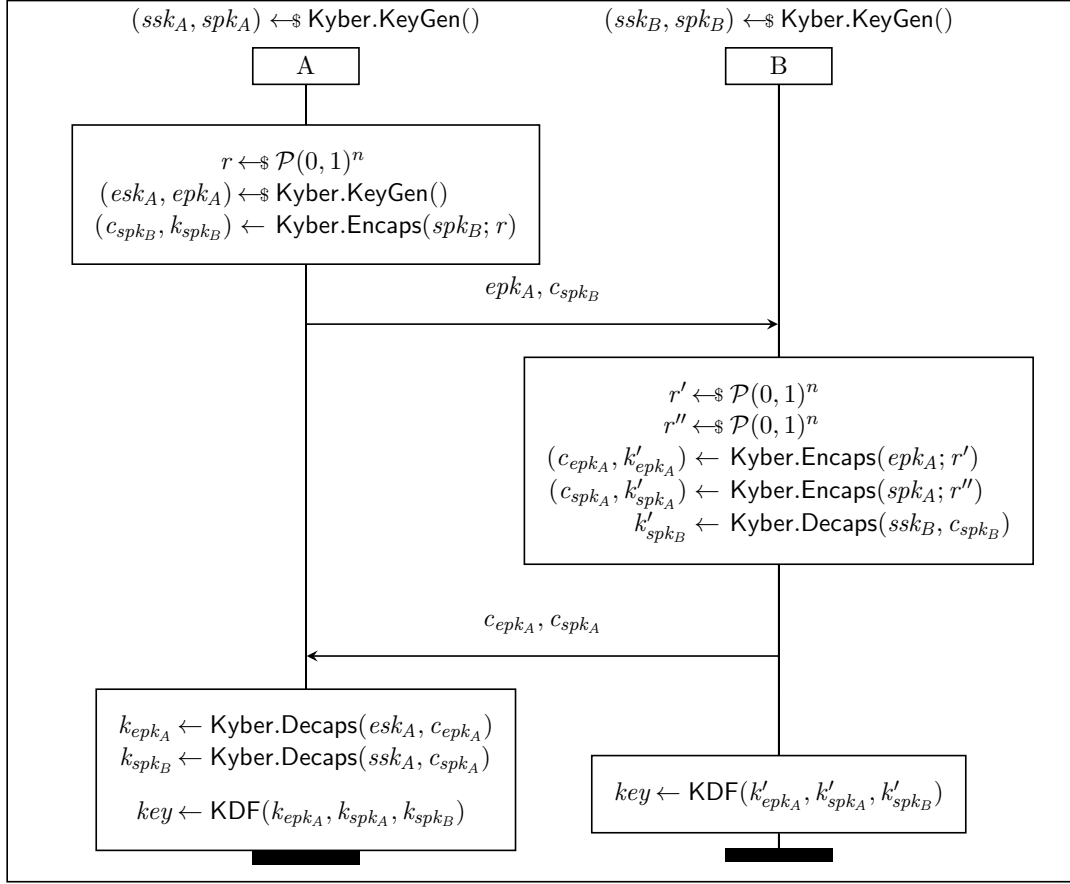 (ssk_A, spk_A) ←$ Kyber.KeyGen()
(ssk_B, spk_B) ←$ Kyber.KeyGen()
A
B
r ←$ 𝒫(0, 1)^n
(esk_A, epk_A) ←$ Kyber.KeyGen()
(c_{spk_B}, k_{spk_B}) ← Kyber.Encaps(spk_B; r)
epk_A, c_{spk_B}
r′ ←$ 𝒫(0, 1)^n
r′′ ←$ 𝒫(0, 1)^n
(c_{epk_A}, k′_{epk_A}) ← Kyber.Encaps(epk_A; r′)
(c_{spk_A}, k′_{spk_A}) ← Kyber.Encaps(spk_A; r′′)
k′_{spk_B} ← Kyber.Decaps(ssk_B, c_{spk_B})
c_{epk_A}, c_{spk_A}
k_{epk_A} ← Kyber.Decaps(esk_A, c_{epk_A})
k_{spk_B} ← Kyber.Decaps(ssk_A, c_{spk_A})
key ← KDF(k_{epk_A}, k_{spk_A}, k_{spk_B})
key ← KDF(k′_{epk_A}, k′_{spk_A}, k′_{spk_B})